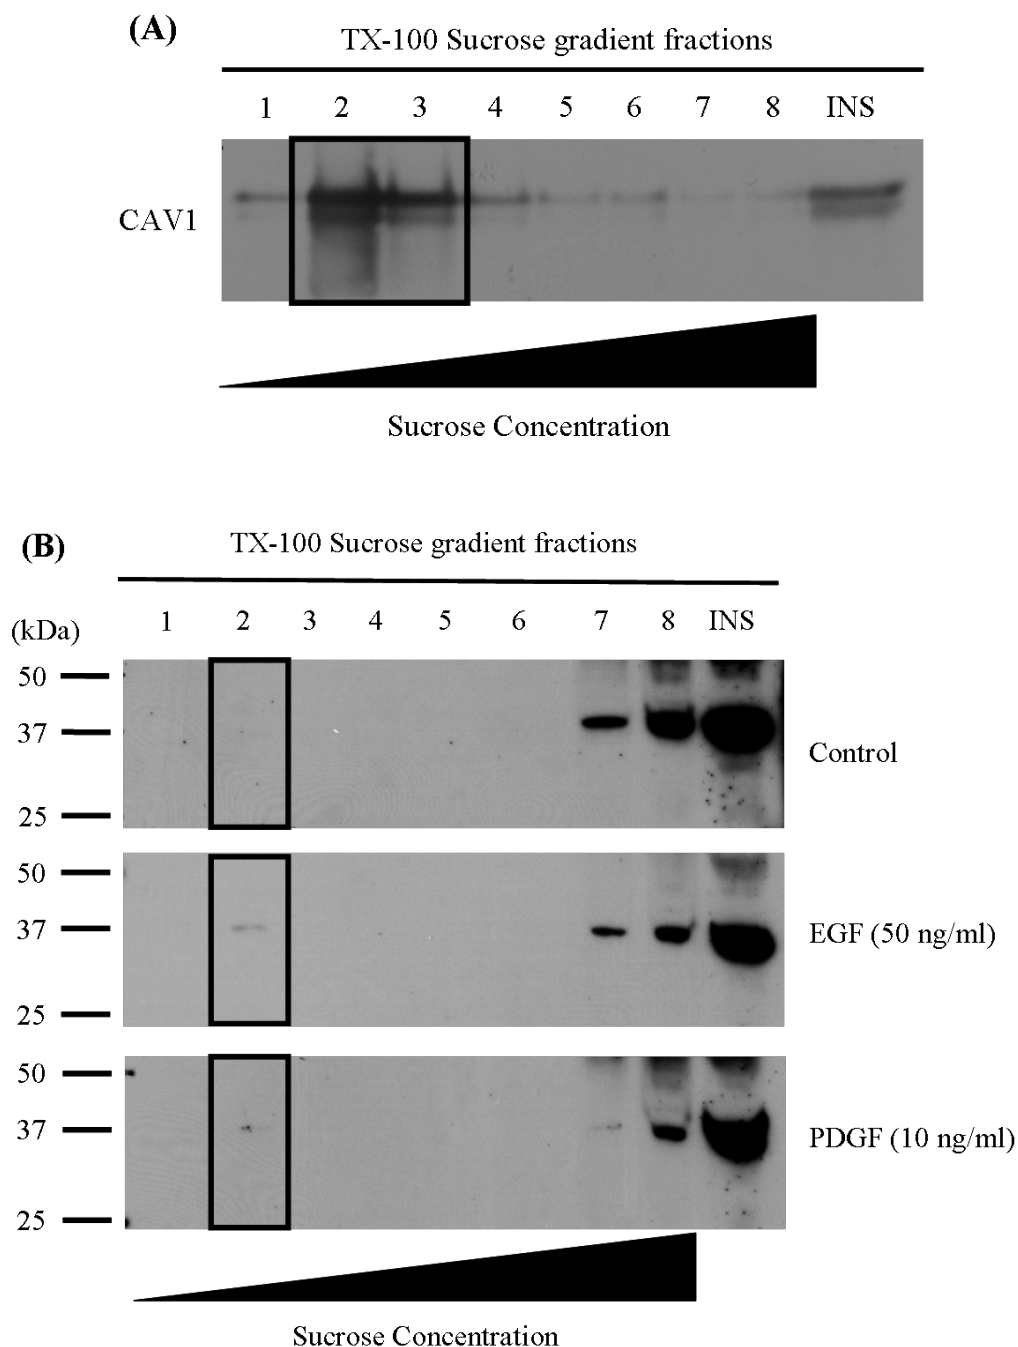 (A)
TX-100 Sucrose gradient fractions
1 2 3 4 5 6 7 8 INS
CAV1
Sucrose Concentration
(B)
TX-100 Sucrose gradient fractions
(kDa) 1 2 3 4 5 6 7 8 INS
50
37
25
Control
50
37
25
EGF (50 ng/ml)
50
37
25
PDGF (10 ng/ml)
Sucrose Concentration